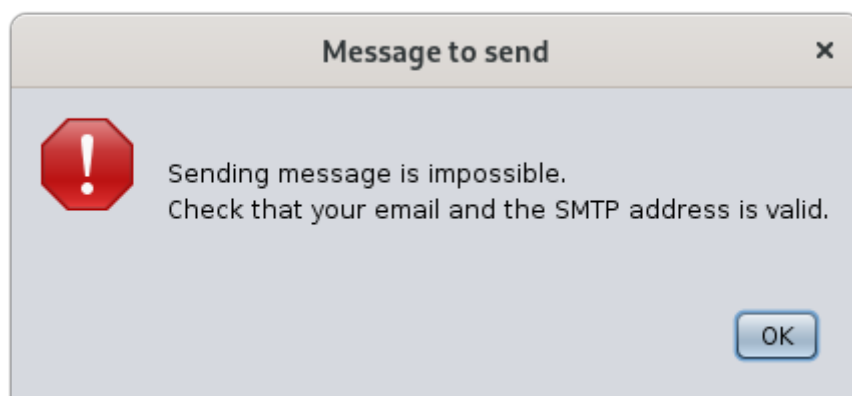 Message to send
Sending message is impossible.
Check that your email and the SMTP address is valid.
OK